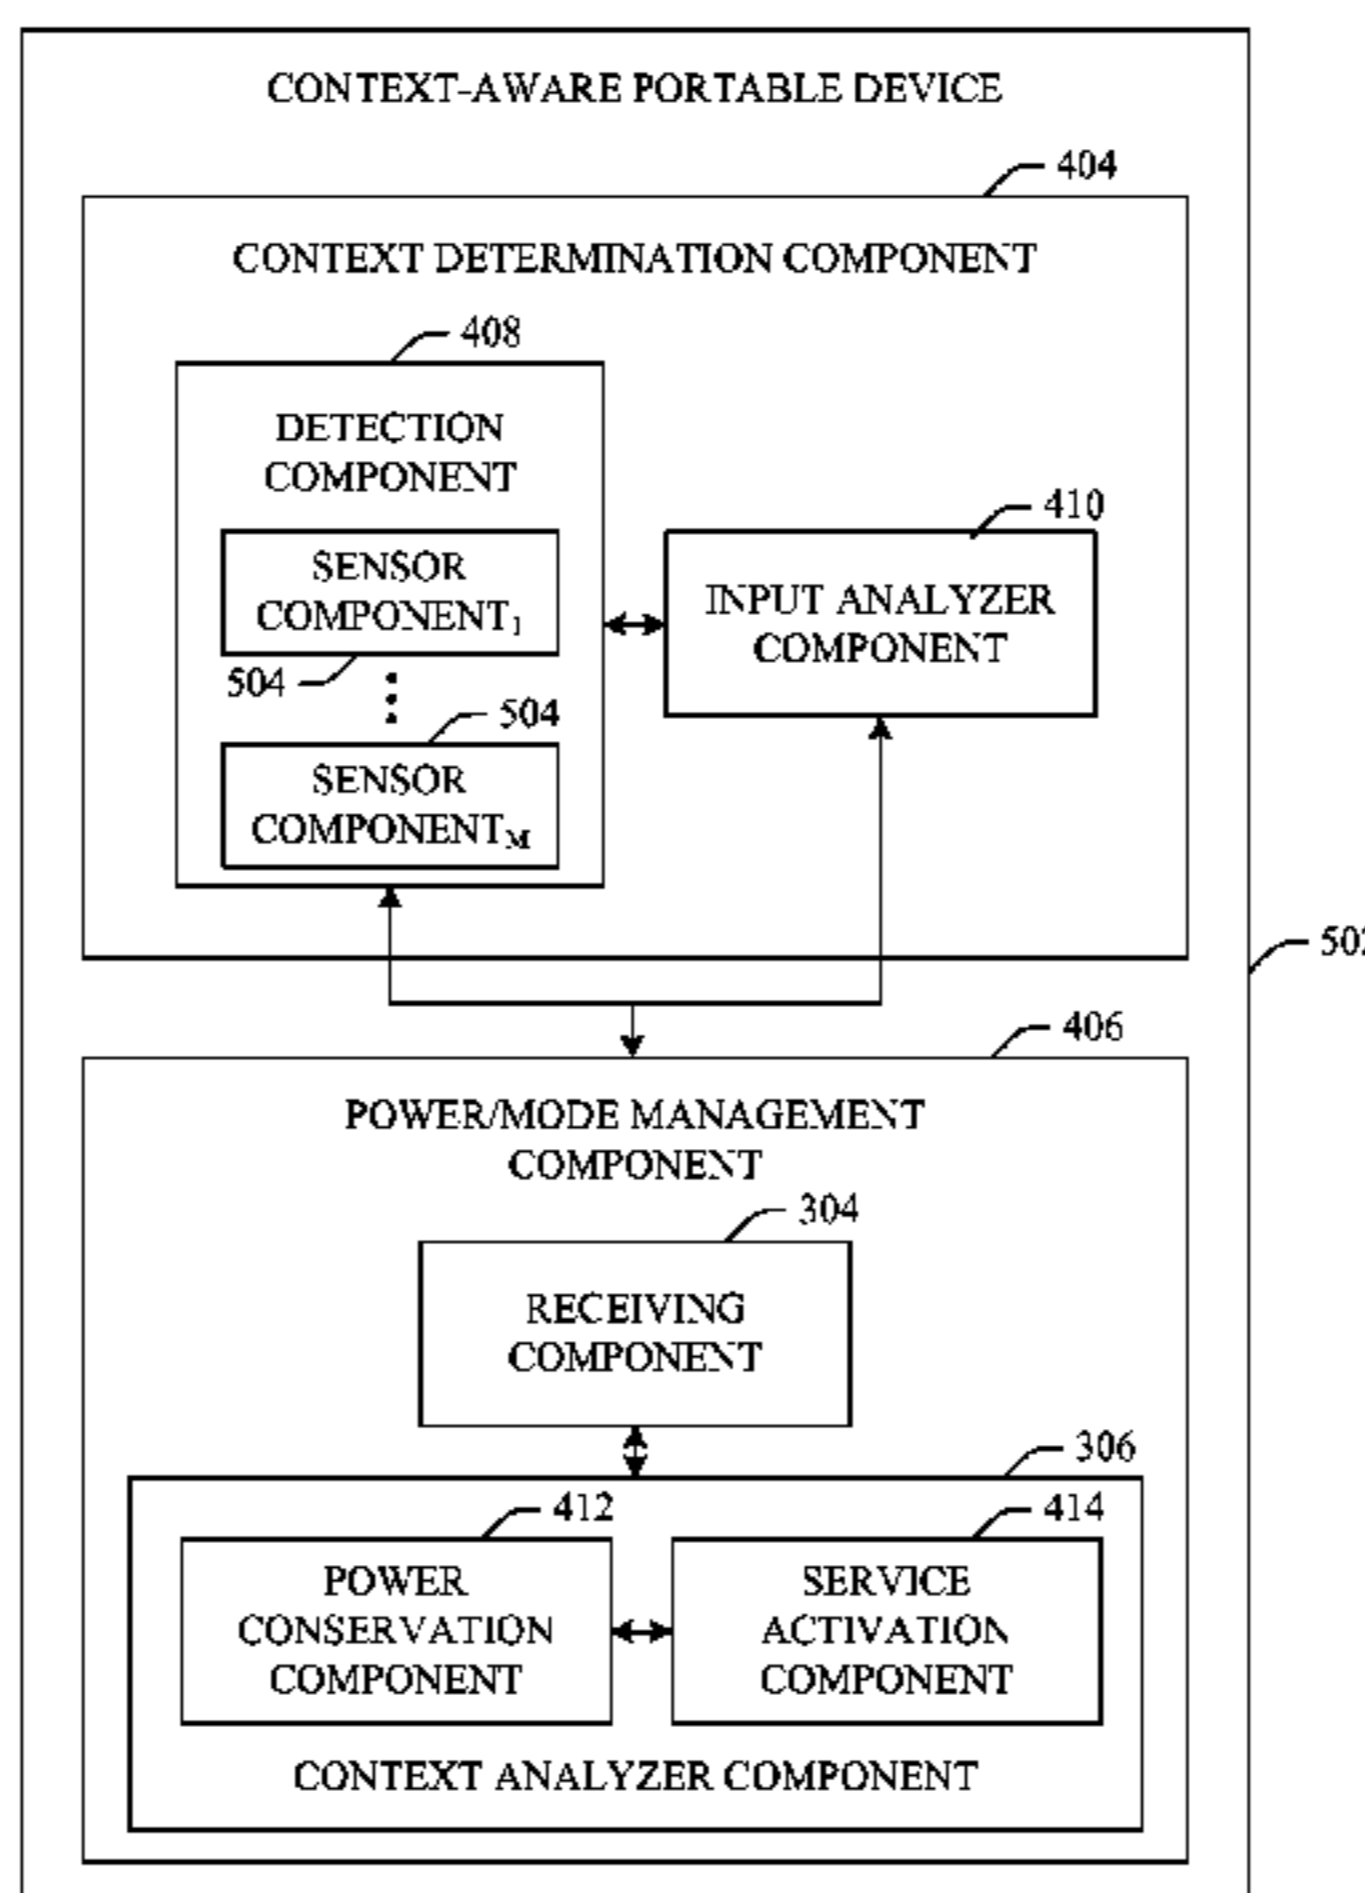 CONTEXT-AWARE PORTABLE DEVICE
404
CONTEXT DETERMINATION COMPONENT
408
DETECTION
COMPONENT
410
SENSOR
COMPONENT1
INPUT ANALYZER
COMPONENT
504
504
SENSOR
COMPONENTM
502
406
POWER/MODE MANAGEMENT
COMPONENT
304
RECEIVING
COMPONENT
306
412
414
POWER
CONSERVATION
COMPONENT
SERVICE
ACTIVATION
COMPONENT
CONTEXT ANALYZER COMPONENT